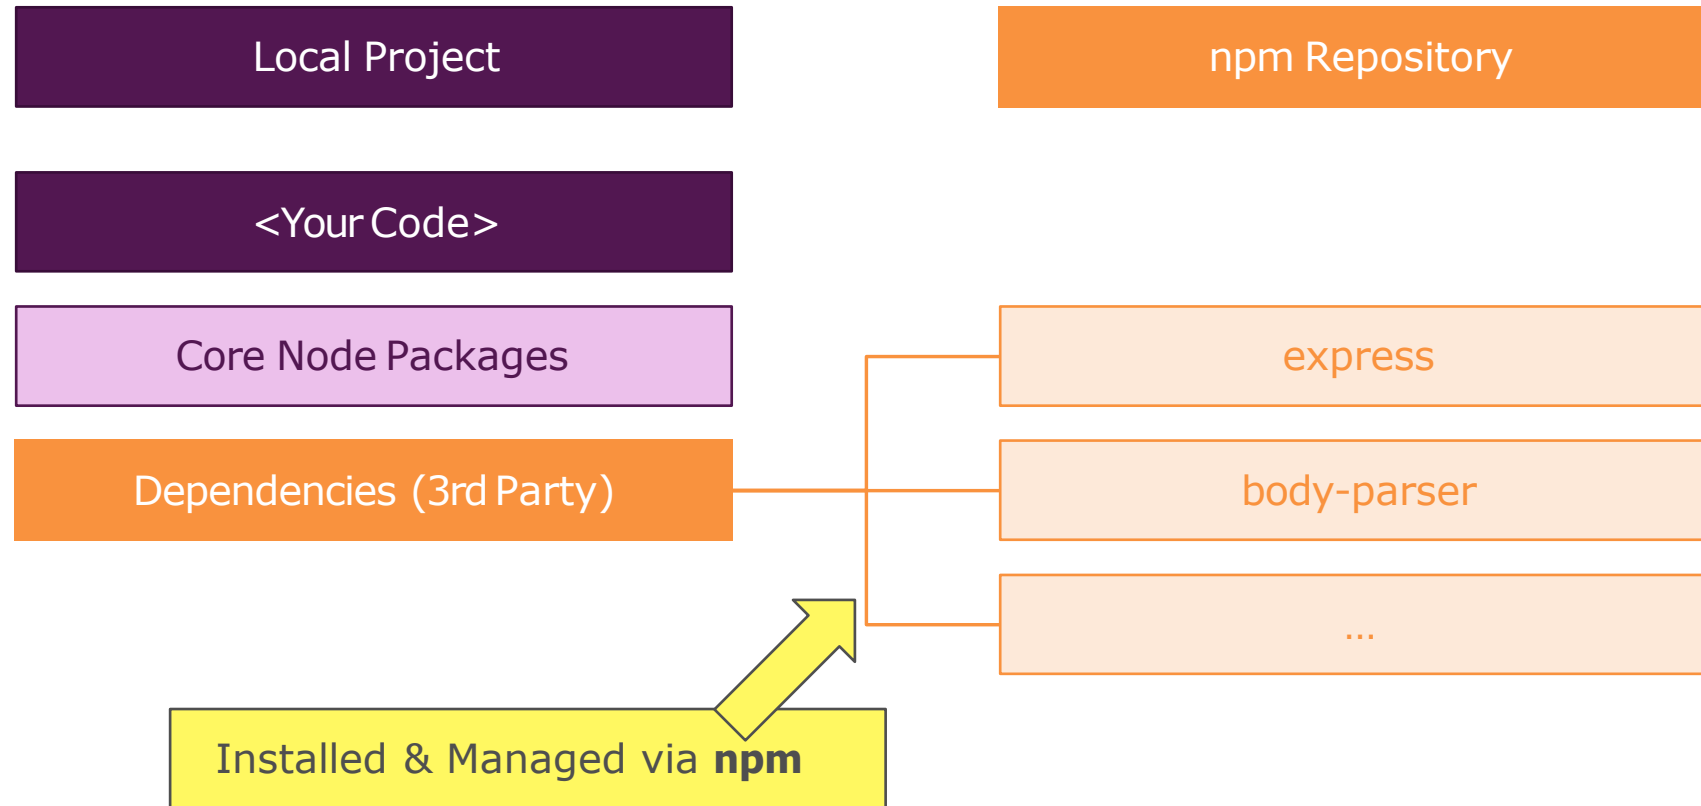 Local Project
npm Repository
<Your Code>
Core Node Packages
express
Dependencies (3rd Party)
body-parser
...
Installed & Managed via npm